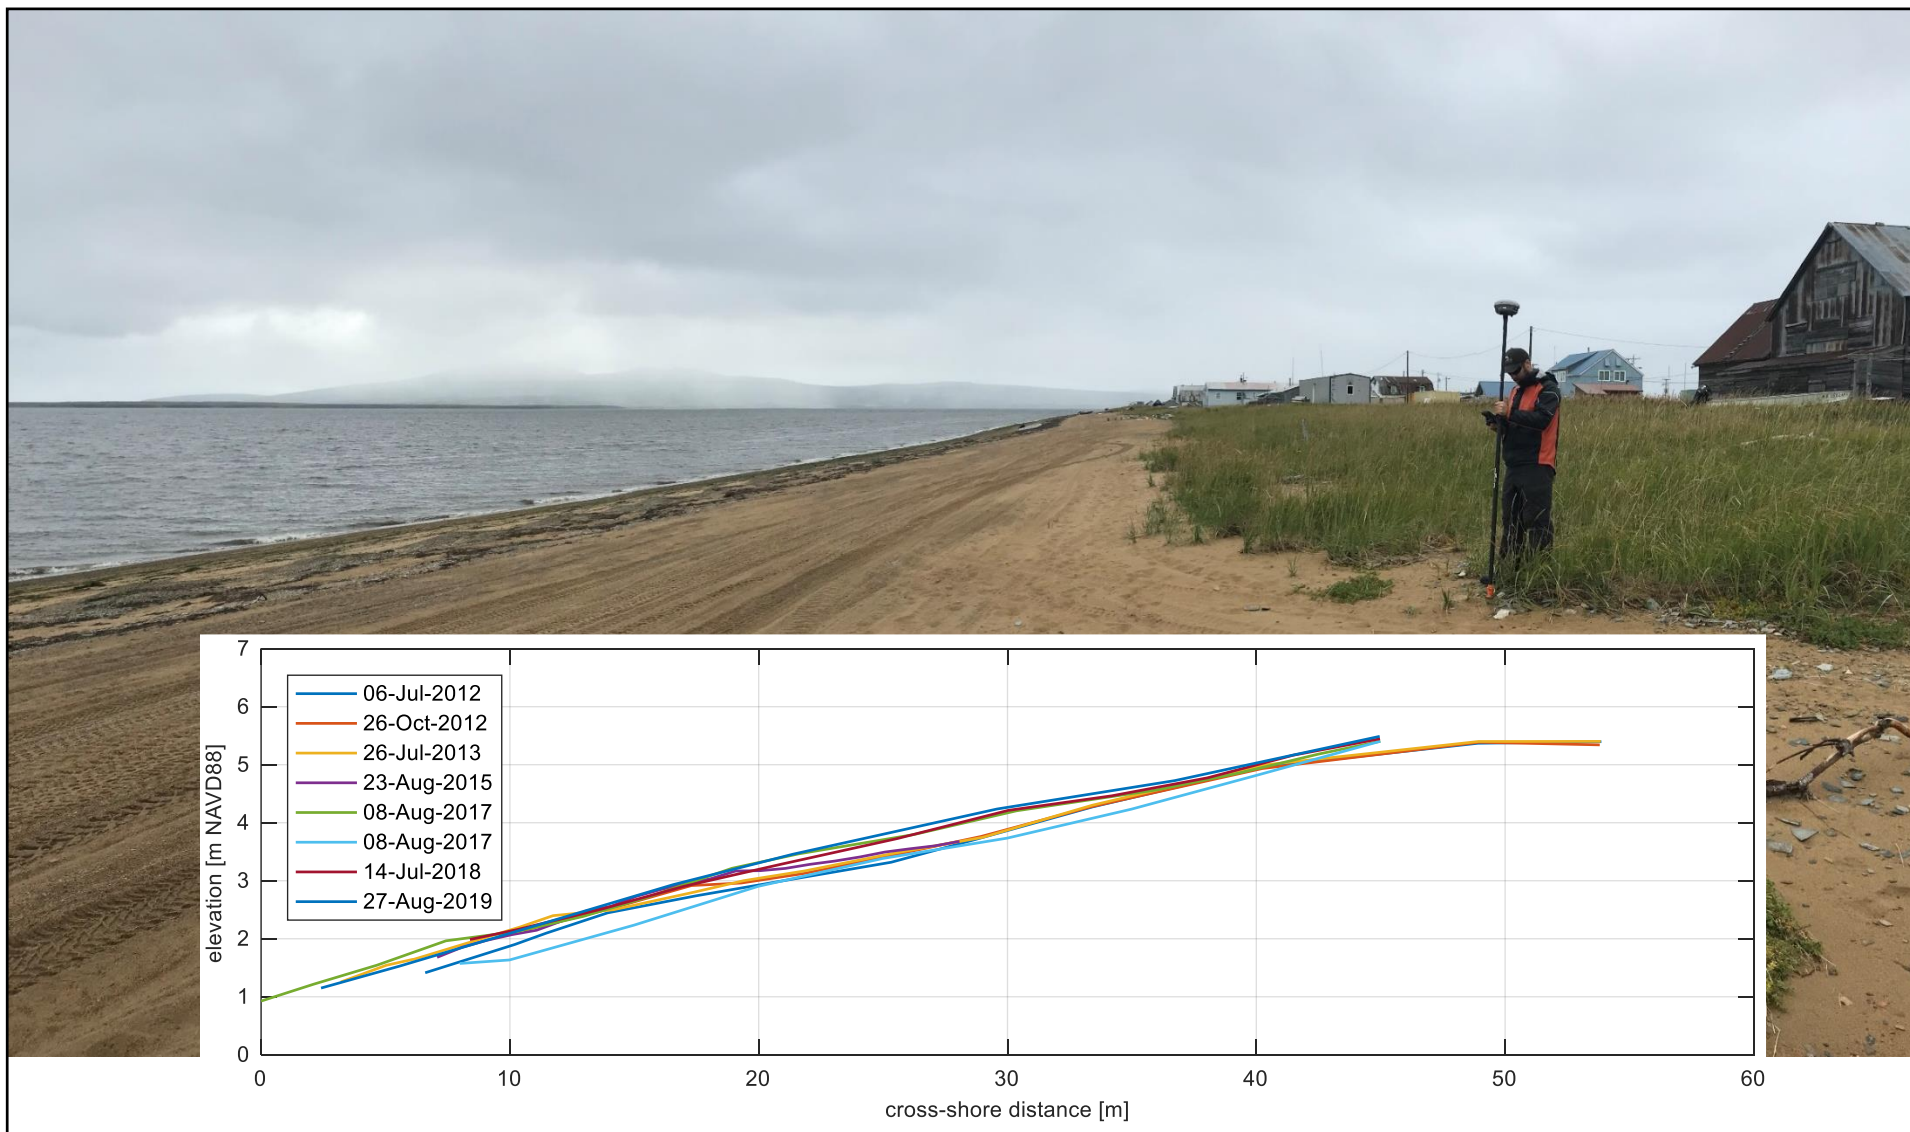 7
6
5
4
3
2
1
0
elevation [m NAVD88]
06-Jul-2012
26-Oct-2012
26-Jul-2013
23-Aug-2015
08-Aug-2017
08-Aug-2017
14-Jul-2018
27-Aug-2019
0 10 20 30 40 50 60
cross-shore distance [m]